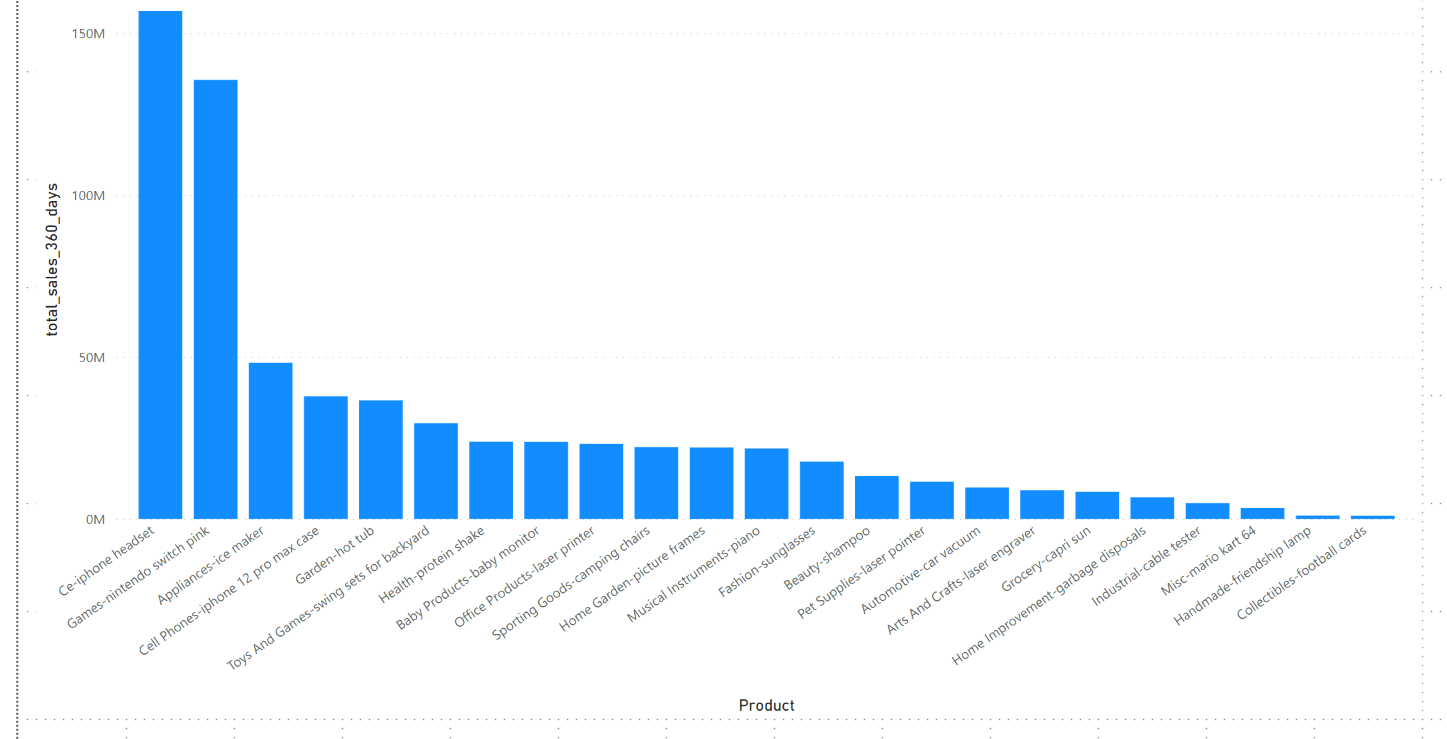 150M
100M
50M
0M
total_sales_360_days
Ce-iphone headset
Games-nintendo switch pink
Appliances-ice maker
Cell Phones-iphone 12 pro max case
Garden-hot tub
Toys And Games-swing sets for backyard
Health-protein shake
Baby Products-baby monitor
Office Products-laser printer
Sporting Goods-camping chairs
Home Garden-picture frames
Musical Instruments-piano
Fashion-sunglasses
Beauty-shampoo
Pet Supplies-laser pointer
Automotive-car vacuum
Arts And Crafts-laser engraver
Grocery-capri sun
Home Improvement-garbage disposals
Industrial-cable tester
Misc-mario kart 64
Handmade-friendship lamp
Collectibles-football cards
Product